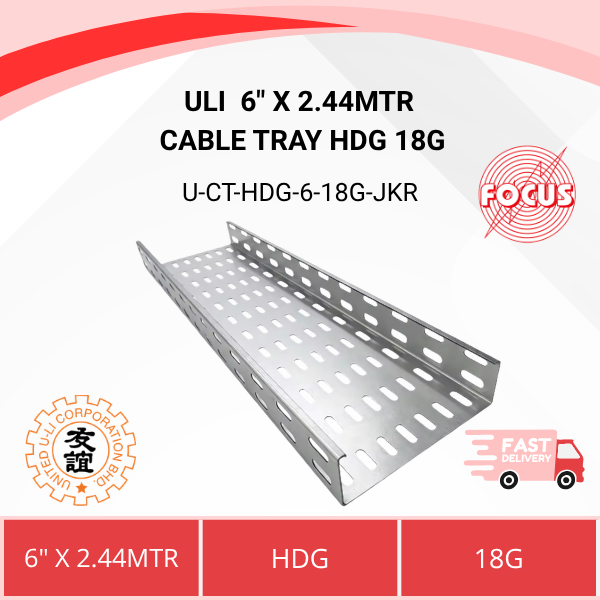 ULI 6" X 2.44MTR
CABLE TRAY HDG 18G
U-CT-HDG-6-18G-JKR
FOCUS
UNITED U-LI CORPORATION BHD.
友
誼
FAST
DELIVERY
6" X 2.44MTR
HDG
18G